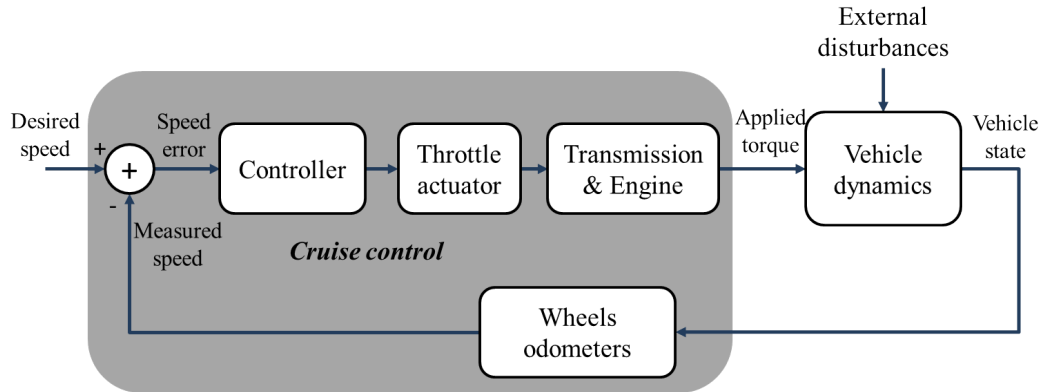 External
disturbances
Desired
speed
+
+
-
Speed
error
Controller
Throttle
actuator
Transmission
& Engine
Applied
torque
Vehicle
dynamics
Vehicle
state
Measured
speed
Cruise control
Wheels
odometers